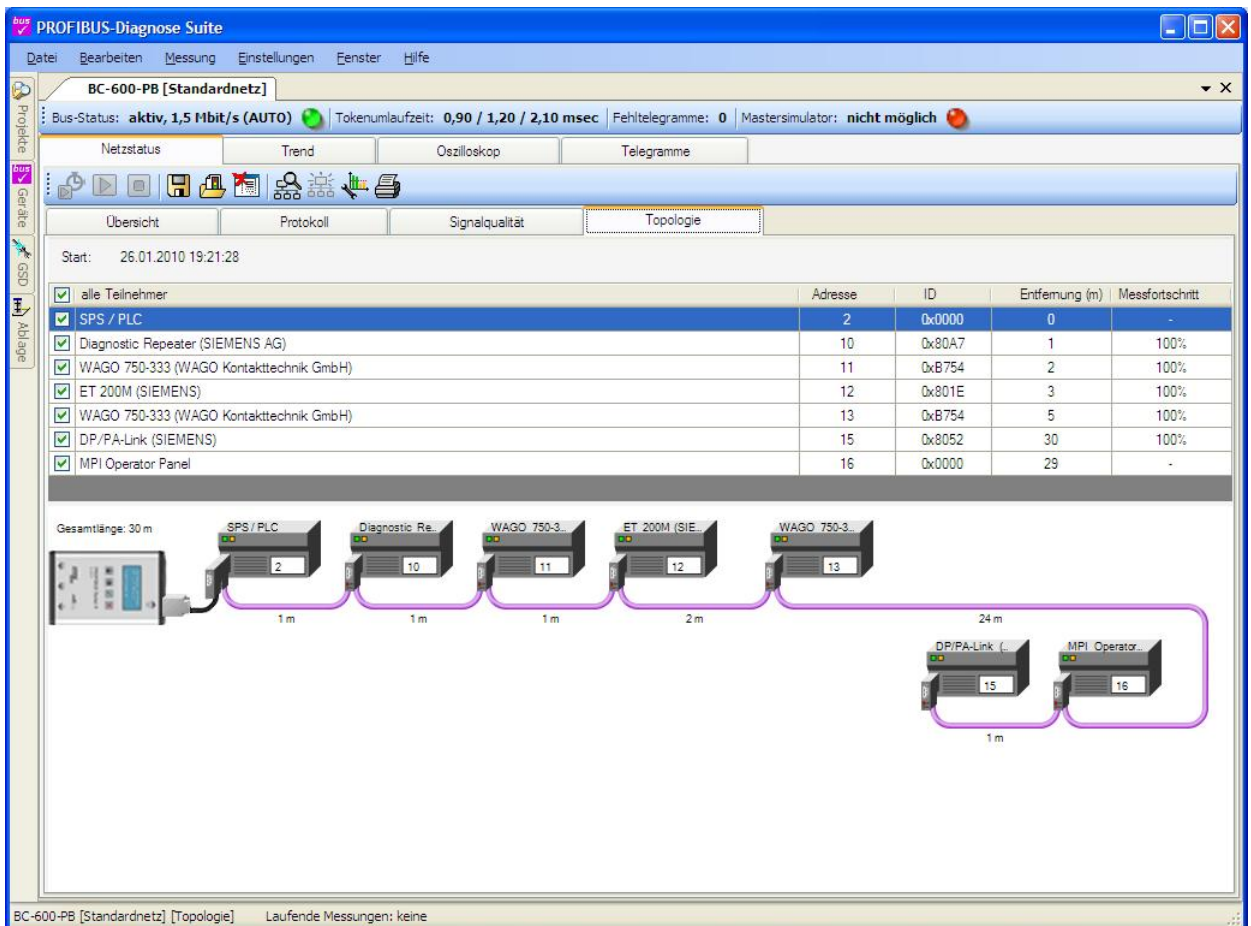 PROFIBUS-Diagnose Suite
Datei Bearbeiten Messung Einstellungen Fenster Hilfe
BC-600-PB [Standardnetz]
Bus-Status: aktiv, 1,5 Mbit/s (AUTO) Tokenumlaufzeit: 0,90 / 1,20 / 2,10 msec Fehltelegramme: 0 Mastersimulator: nicht möglich
Projekte
bus
Geräte
GSD
Ablage
Netzstatus Trend Oszilloskop Telegramme
Übersicht Protokoll Signalqualität Topologie
Start: 26.01.2010 19:21:28
alle Teilnehmer Adresse ID Entfernung (m) Messfortschritt
SPS / PLC 2 0x0000 0 -
Diagnostic Repeater (SIEMENS AG) 10 0x80A7 1 100%
WAGO 750-333 (WAGO Kontakttechnik GmbH) 11 0xB754 2 100%
ET 200M (SIEMENS) 12 0x801E 3 100%
WAGO 750-333 (WAGO Kontakttechnik GmbH) 13 0xB754 5 100%
DP/PA-Link (SIEMENS) 15 0x8052 30 100%
MPI Operator Panel 16 0x0000 29 -
Gesamtlänge: 30 m
SPS / PLC Diagnostic Re... WAGO 750-3... ET 200M (SIE... WAGO 750-3...
2 10 11 12 13
1 m 1 m 1 m 2 m 24 m
DP/PA-Link (... MPI Operator...
15 16
1 m
BC-600-PB [Standardnetz] [Topologie] Laufende Messungen: keine